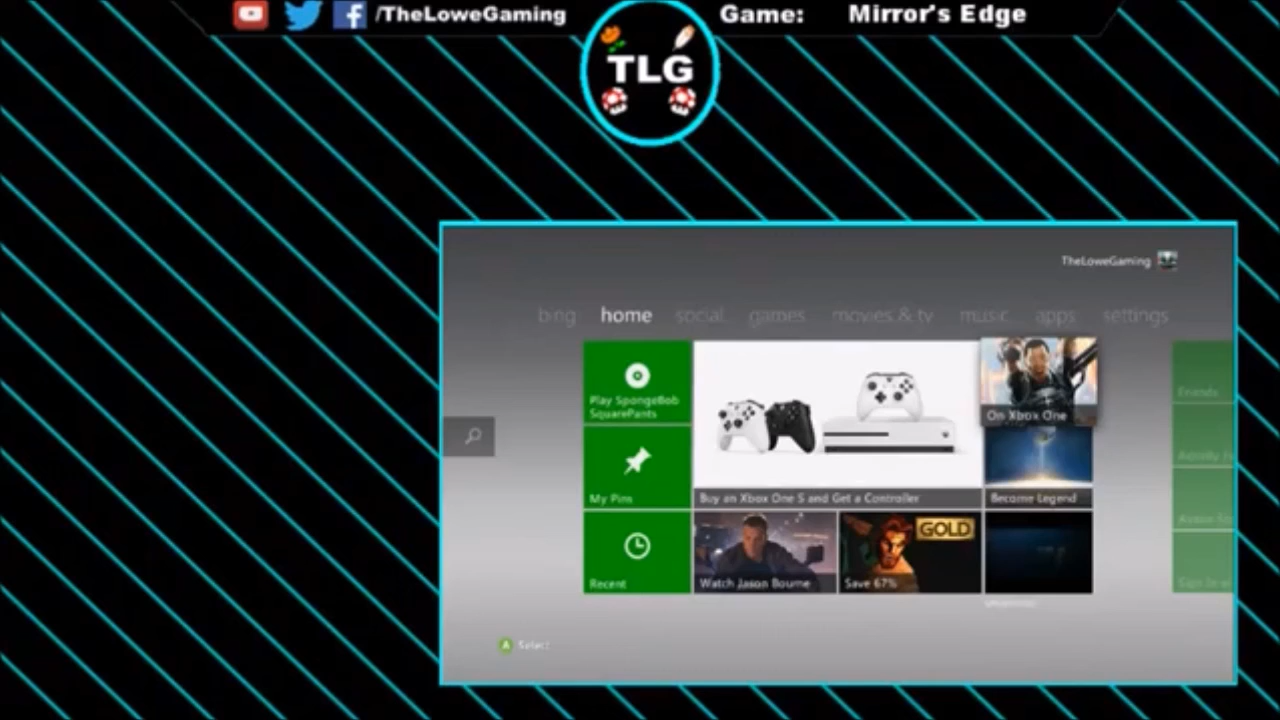 /TheLoweGaming
Game: Mirror's Edge
TLG
TheLoweGaming
bing home social games movies & tv music apps settings
Play SpongeBob
SquarePants
On Xbox One
My Pins
Buy an Xbox One S and Get a Controller
Become Legend
Recent
Watch Jason Bourne
GOLD
Save 67%
Friends
A Select